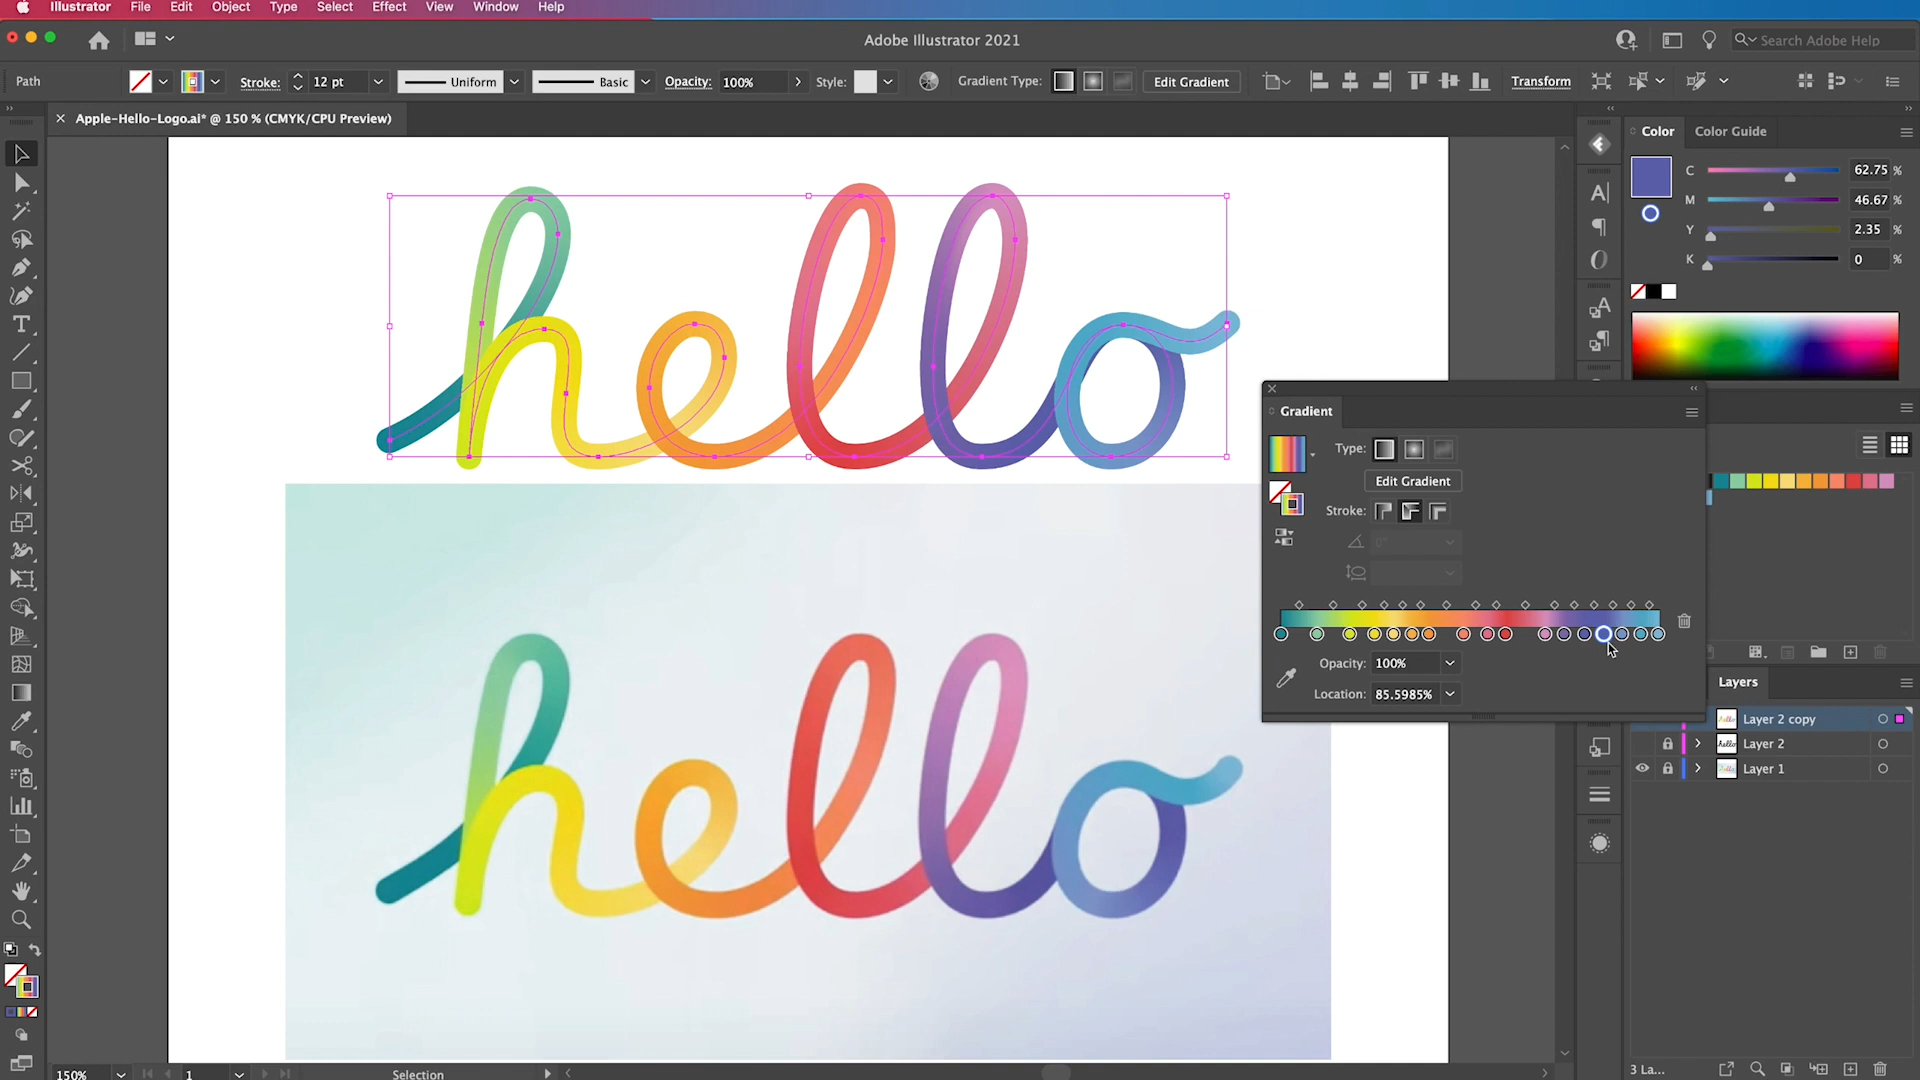 Illustrator File Edit Object Type Select Effect View Window Help
Adobe Illustrator 2021
Search Adobe Help
Path
Stroke: 12 pt Uniform Basic Opacity: 100% Style: Gradient Type: Edit Gradient Transform
Apple-Hello-Logo.ai* @ 150 % (CMYK/CPU Preview)
Color Color Guide
C 62.75 %
M 46.67 %
Y 2.35 %
K 0 %
hello
Gradient
Type:
Edit Gradient
Stroke:
0°
Opacity: 100%
Location: 85.5985%
Layers
Layer 2 copy
Layer 2
Layer 1
hello
150% 1 Selection
3 La...